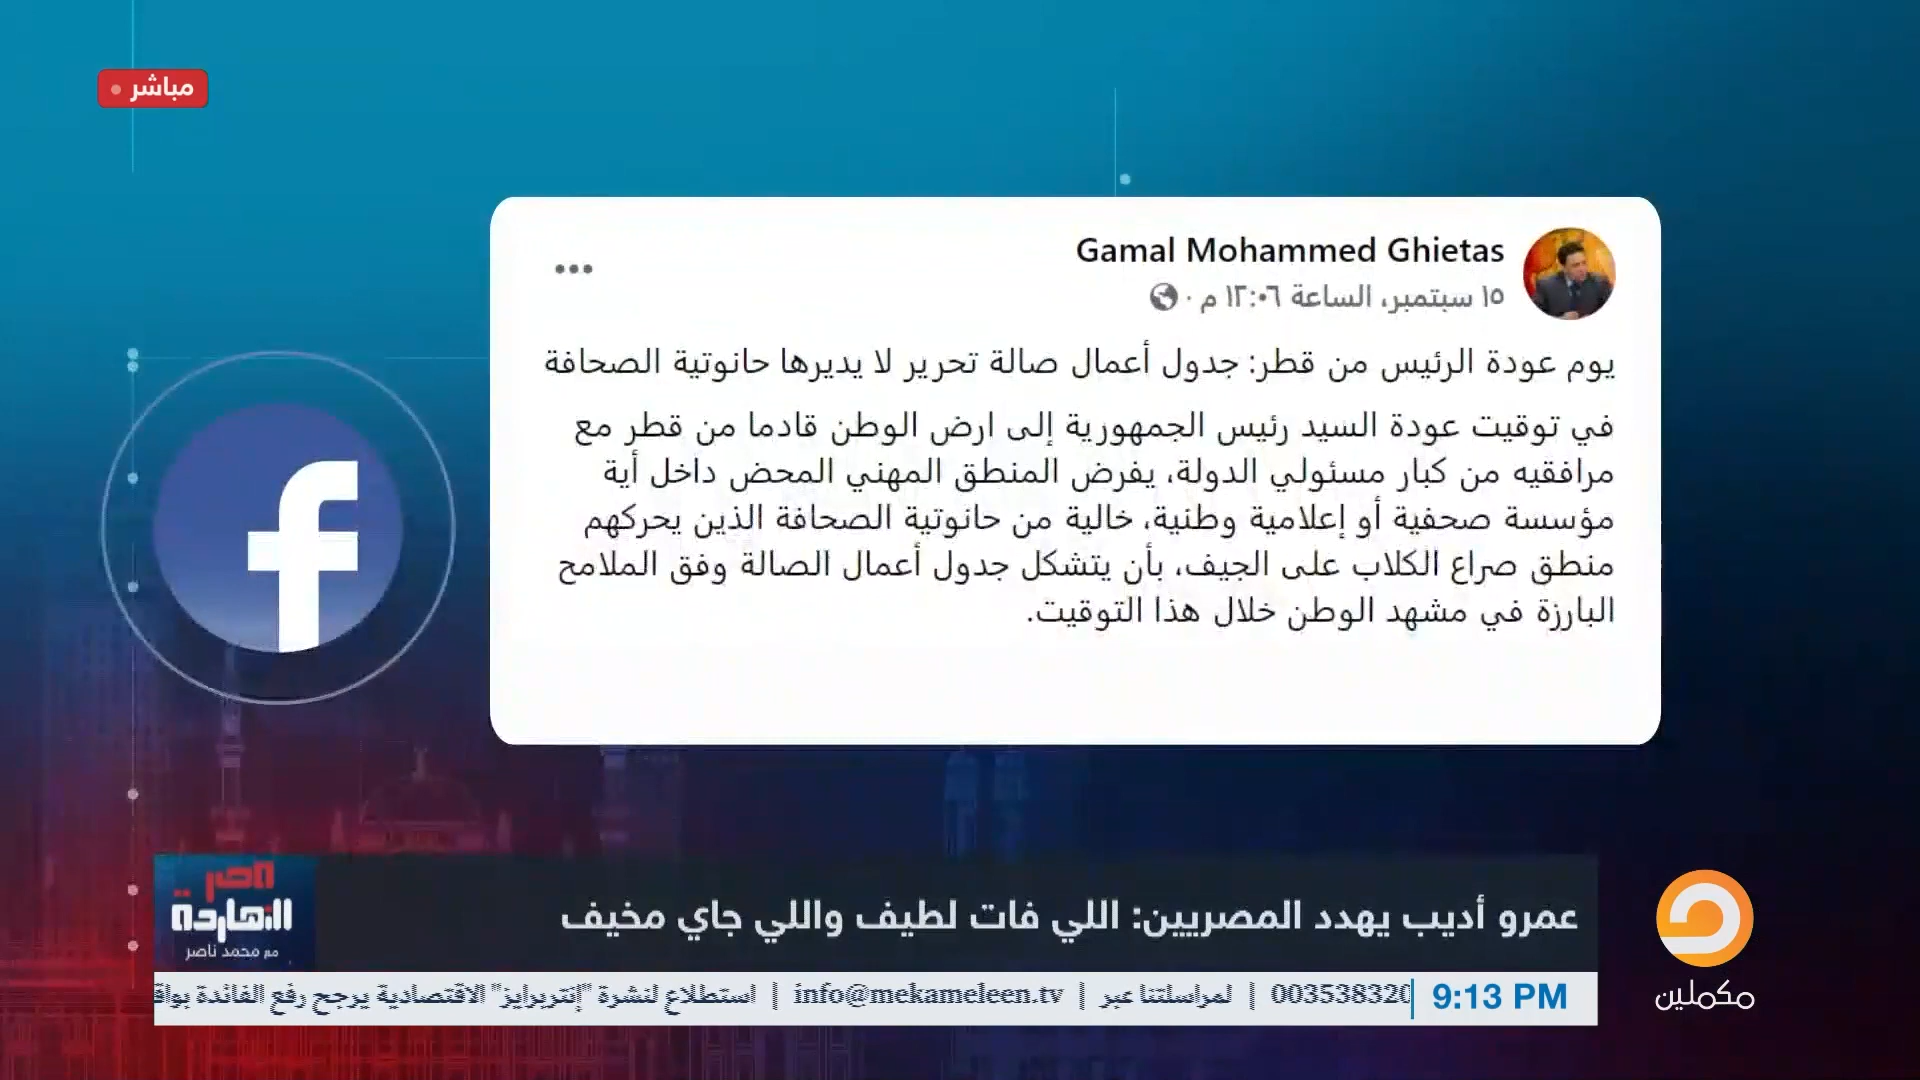 مباشر
Gamal Mohammed Ghietas
١٥ سبتمبر، الساعة ١٢:٠٦ م
يوم عودة الرئيس من قطر: جدول أعمال صالة تحرير لا يديرها حانوتية الصحافة
في توقيت عودة السيد رئيس الجمهورية إلى ارض الوطن قادما من قطر مع
مرافقيه من كبار مسئولي الدولة، يفرض المنطق المهني المحض داخل أية
مؤسسة صحفية أو إعلامية وطنية، خالية من حانوتية الصحافة الذين يحركهم
منطق صراع الكلاب على الجيف، بأن يتشكل جدول أعمال الصالة وفق الملامح
البارزة في مشهد الوطن خلال هذا التوقيت.
مصر
النهاردة
مع محمد ناصر
عمرو أديب يهدد المصريين: اللي فات لطيف واللي جاي مخيف
9:13 PM
00353832 | لمراسلتنا عبر | info@mekameleen.tv | استطلاع لنشرة "إنتربرايز" الاقتصادية يرجح رفع الفائدة
مكملين